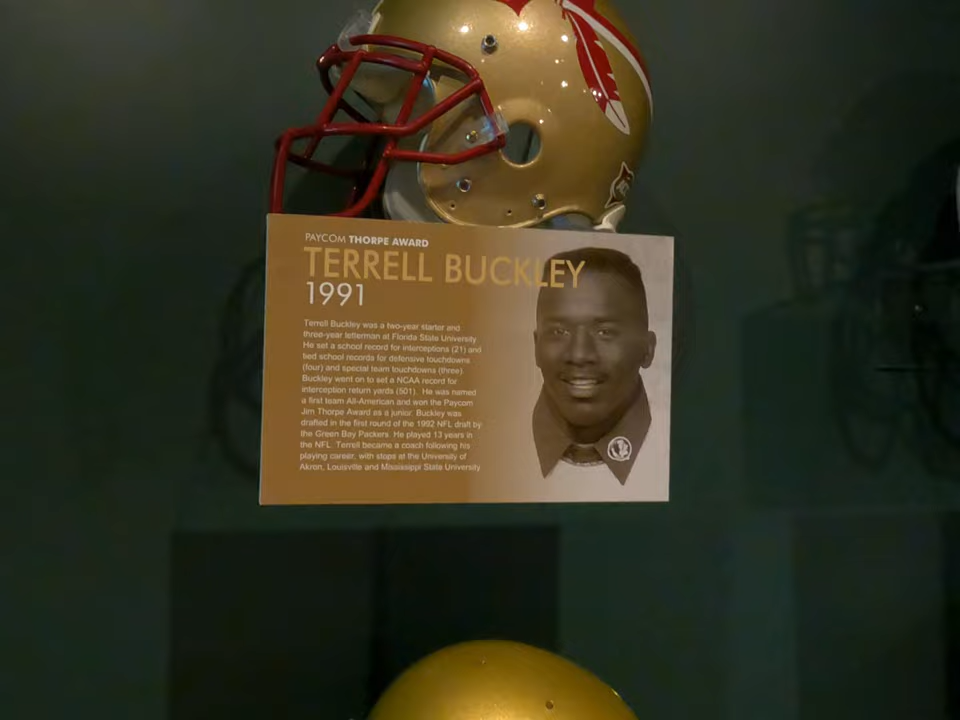 PAYCOM THORPE AWARD
TERRELL BUCKLEY
1991
Terrell Buckley was a two-year starter and
three-year letterman at Florida State University
He set a school record for interceptions (21) and
tied school records for defensive touchdowns
(four) and special team touchdowns (three)
Buckley went on to set a NCAA record for
interception return yards (501). He was named
a first team All-American and won the Paycom
Jim Thorpe Award as a junior. Buckley was
drafted in the first round of the 1992 NFL draft by
the Green Bay Packers. He played 13 years in
the NFL. Terrell became a coach following his
playing career, with stops at the University of
Akron, Louisville and Mississippi State University